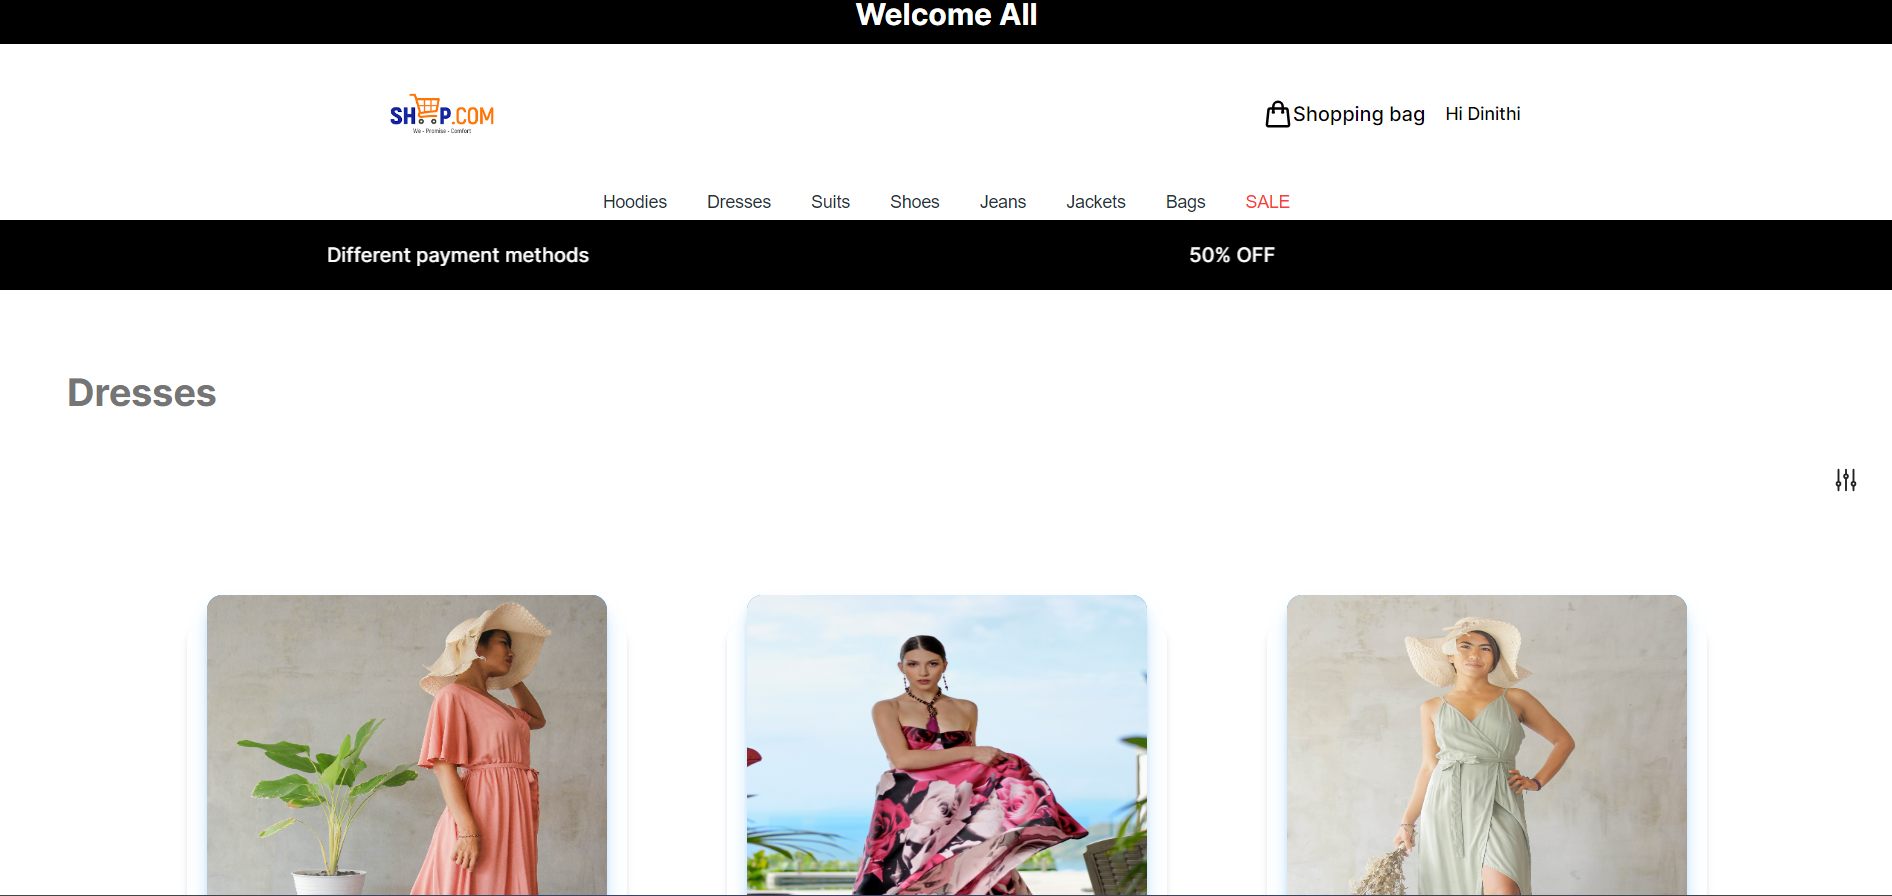 Welcome All
SHOP.COM
We - Promise - Comfort
Shopping bag
Hi Dinithi
Hoodies Dresses Suits Shoes Jeans Jackets Bags SALE
Different payment methods 50% OFF
Dresses